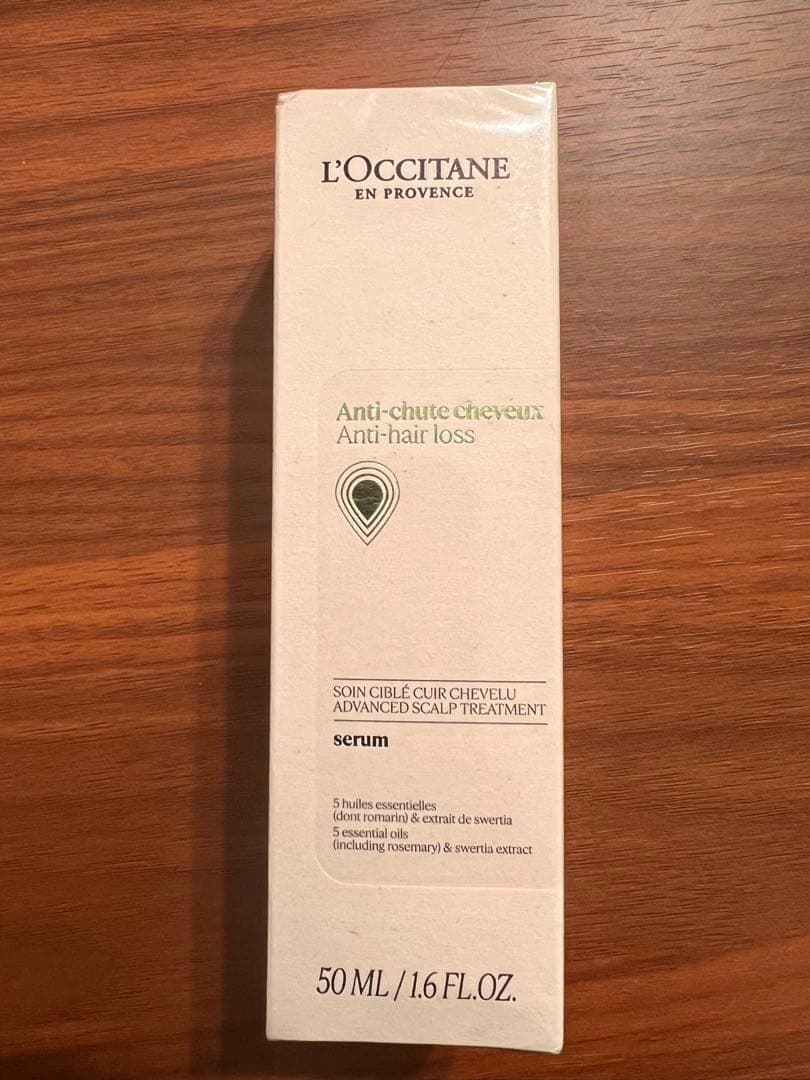 L'OCCITANE
EN PROVENCE
Anti-chute cheveux
Anti-hair loss
SOIN CIBLÉ CUIR CHEVELU
ADVANCED SCALP TREATMENT
serum
5 huiles essentielles
(dont romarin) & extrait de swertia
5 essential oils
(including rosemary) & swertia extract
50 ML / 1.6 FL.OZ.